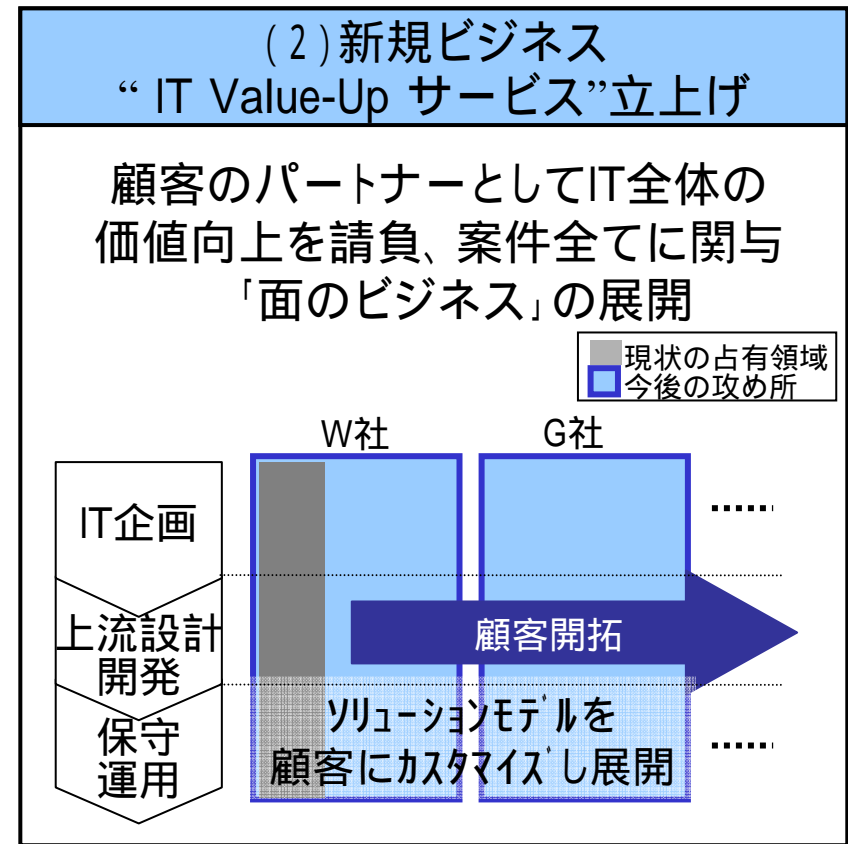 (2)新規ビジネス
“ IT Value-Up サービス”立上げ
顧客のパートナーとしてIT全体の
価値向上を請負、案件全てに関与
「面のビジネス」の展開
現状の占有領域
今後の攻め所
W社
G社
IT企画
……
上流設計
開発
顧客開拓
保守
運用
……
ｿﾘｭｰｼｮﾝﾓﾃﾞﾙを
顧客にｶｽﾀﾏｲｽﾞし展開